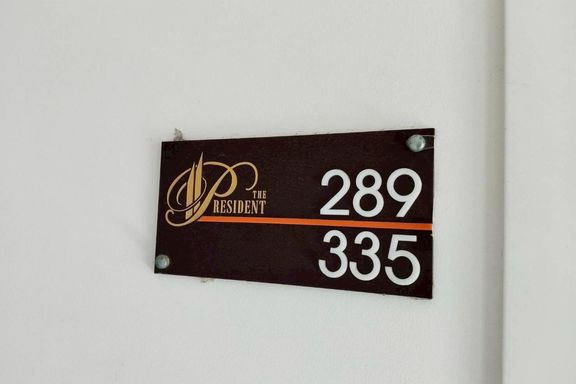 THE
PRESIDENT
289
335